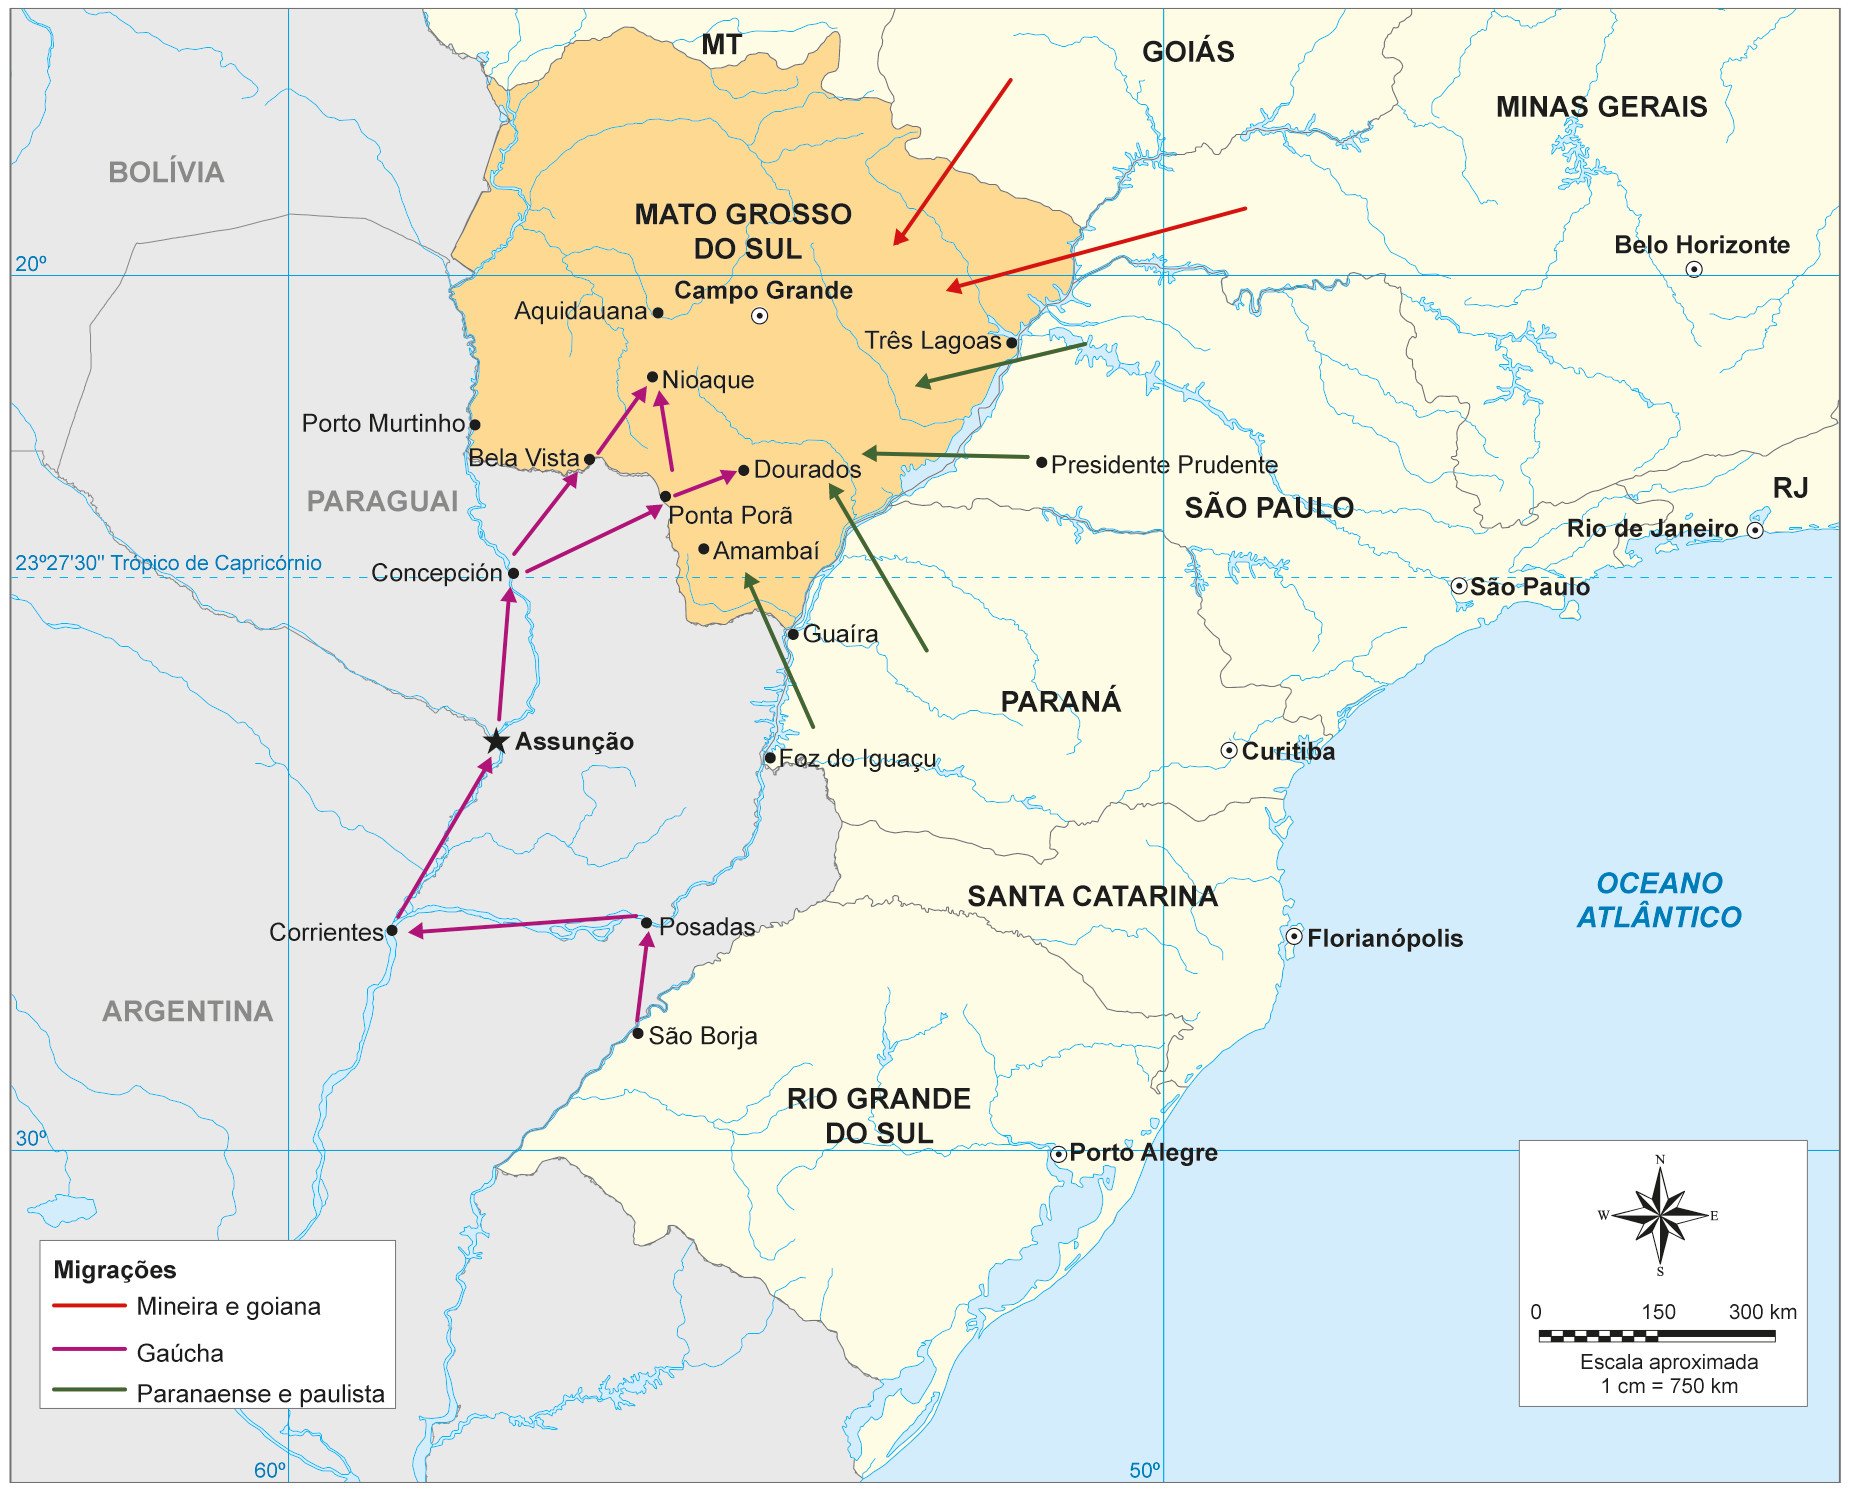 MT
GOIÁS
MINAS GERAIS
BOLÍVIA
MATO GROSSO
DO SUL
Belo Horizonte
20º
Campo Grande
Aquidauana
Três Lagoas
Nioaque
Porto Murtinho
Bela Vista
Dourados
Presidente Prudente
PARAGUAI
RJ
SÃO PAULO
Ponta Porã
Rio de Janeiro
Amambaí
23º27'30" Trópico de Capricórnio
Concepción
São Paulo
Guaíra
PARANÁ
Assunção
Curitiba
Foz do Iguaçu
SANTA CATARINA
OCEANO
ATLÂNTICO
Corrientes
Posadas
Florianópolis
ARGENTINA
São Borja
RIO GRANDE
DO SUL
30º
Porto Alegre
N
W E
S
Migrações
Mineira e goiana
Gaúcha
Paranaense e paulista
0 150 300 km
Escala aproximada
1 cm = 750 km
60º
50º